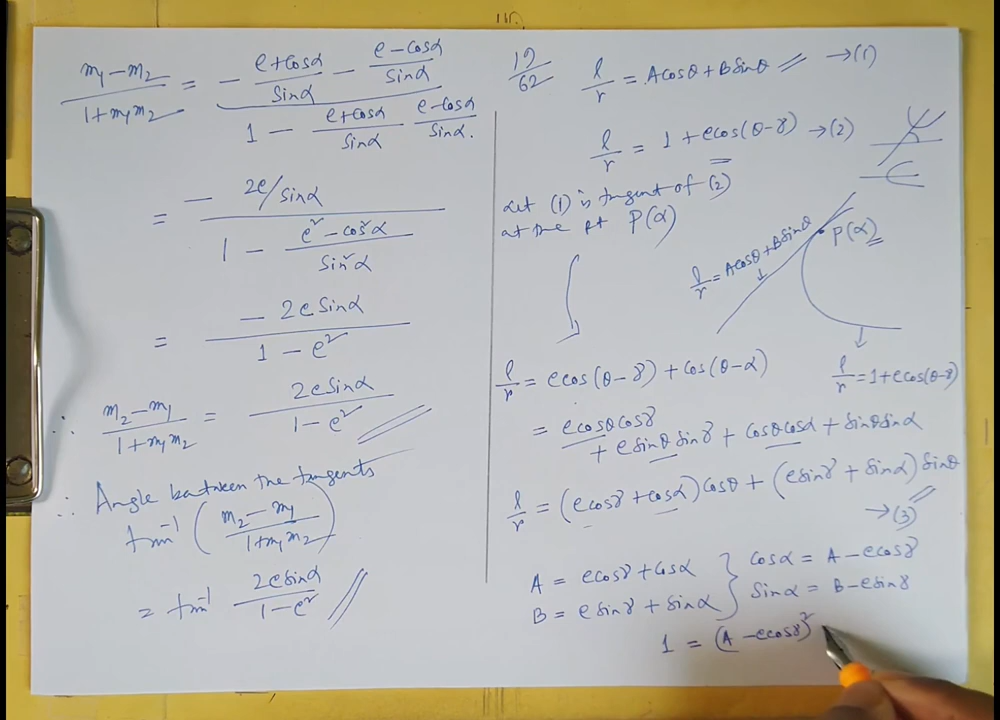 (m₁ - m₂)/(1 + m₁m₂) = (- (e + Cosα)/Sinα - (e - Cosα)/Sinα)/(1 - (e + Cosα)/Sinα (e - Cosα)/Sinα.)
= (- 2e/Sinα)/(1 - (e² - Cos²α)/Sin²α)
= (- 2e Sinα)/(1 - e²)
∴ (m₂ - m₁)/(1 + m₁m₂) = (2e Sinα)/(1 - e²)
∴ Angle between the tangents
tan⁻¹ ((m₂ - m₁)/(1 + m₁m₂))
= tan⁻¹ (2e Sinα)/(1 - e²)
19/62 l/r = A Cosθ + B Sinθ → (1)
l/r = 1 + e cos(θ - γ) → (2)
Let (1) is tangent of (2)
at the pt P(α)
l/r = A Cosθ + B Sinθ
P(α)
l/r = 1 + e cos(θ - γ)
l/r = e cos(θ - γ) + Cos(θ - α)
= e cosθ cosγ
+ e Sinθ Sinγ + Cosθ Cosα + Sinθ Sinα
l/r = (e cosγ + Cosα) Cosθ + (e Sinγ + Sinα) Sinθ
→ (3)
A = e cosγ + Cosα } Cosα = A - e cosγ
B = e Sinγ + Sinα } Sinα = B - e Sinγ
1 = (A - e cosγ)²